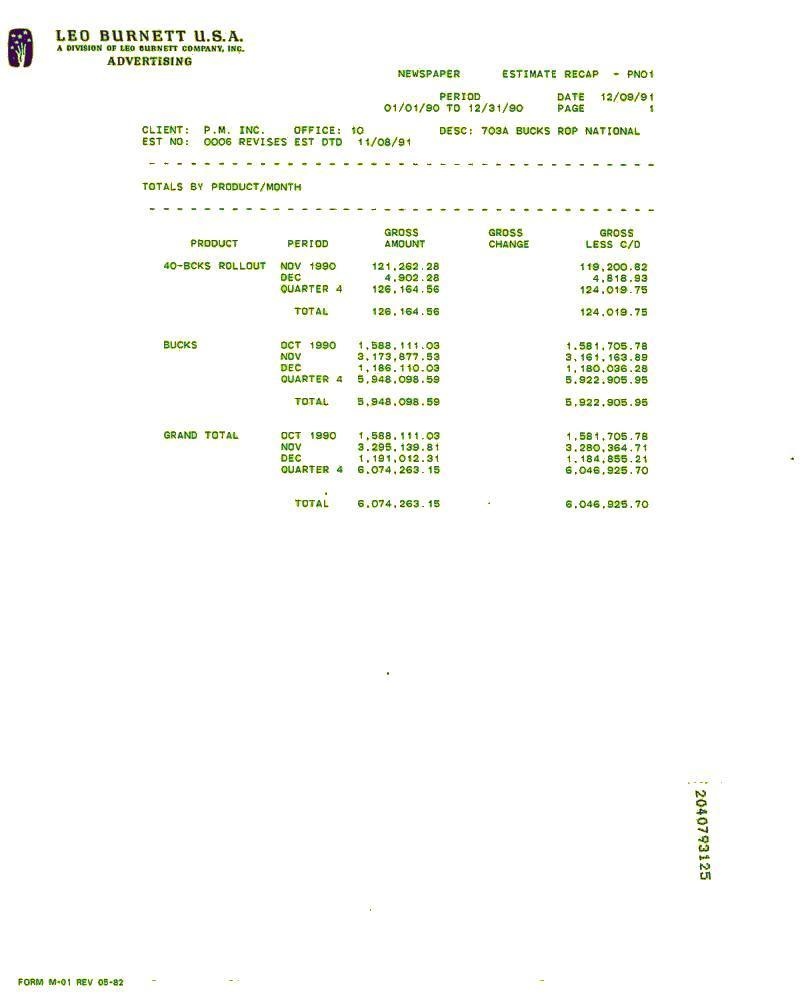 LEO BURNETT U.S.A.
A DIVISION OF LEO BURNETT COMPANY, INC.
ADVERTISING
NEWSPAPER ESTIMATE RECAP - PN01
PERIOD DATE 12/09/91
01/01/90 TO 12/31/90 PAGE 1
CLIENT: P.M. INC. OFFICE: 10 DESC: 703A BUCKS ROP NATIONAL
EST NO: 0006 REVISES EST DTD 11/08/91
TOTALS BY PRODUCT/MONTH
GROSS GROSS GROSS
PRODUCT PERIOD AMOUNT CHANGE LESS C/D
40-BCKS ROLLOUT NOV 1990 121,262.28 119,200.82
DEC 4,902.28 4,818.93
QUARTER 4 126,164.56 124,019.75
TOTAL 126,164.56 124,019.75
BUCKS OCT 1990 1,588,111.03 1,581,705.78
NOV 3,173,877.53 3,161,163.89
DEC 1,186,110.03 1,180,036.28
QUARTER 4 5,948,098.59 5,922,905.95
TOTAL 5,948,098.59 5,922,905.95
GRAND TOTAL OCT 1990 1,588,111.03 1,581,705.78
NOV 3,295,139.81 3,280,364.71
DEC 1,191,012.31 1,184,855.21
QUARTER 4 6,074,263.15 6,046,925.70
TOTAL 6,074,263.15 6,046,925.70
2040793125
FORM M-01 REV 05-82